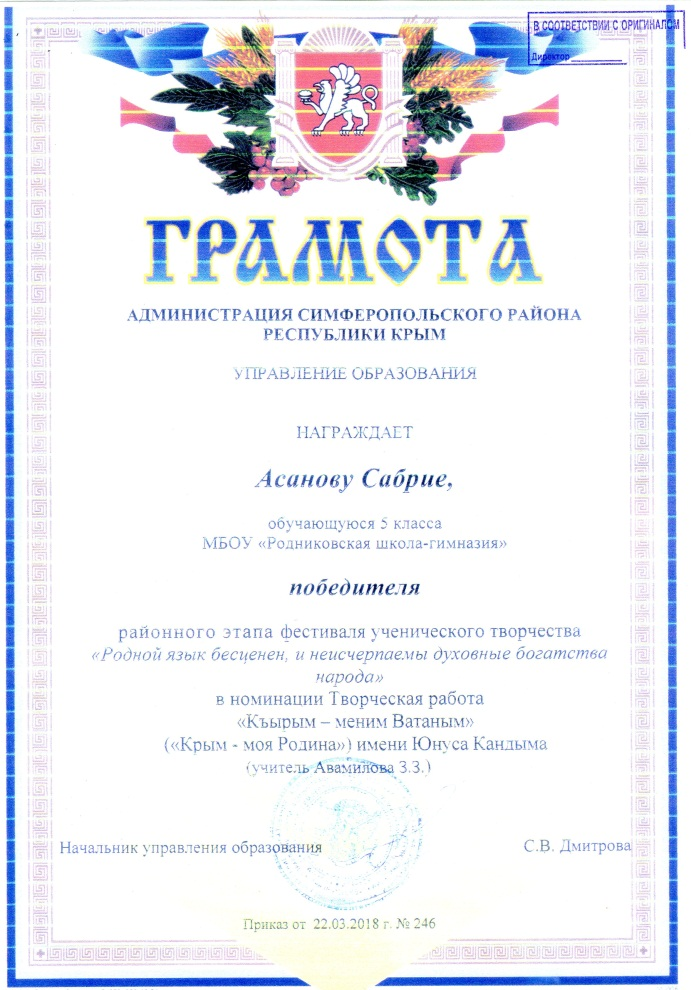 В СООТВЕТСТВИИ С ОРИГИНАЛОМ
Директор
ГРАМОТА
АДМИНИСТРАЦИЯ СИМФЕРОПОЛЬСКОГО РАЙОНА
РЕСПУБЛИКИ КРЫМ
УПРАВЛЕНИЕ ОБРАЗОВАНИЯ
НАГРАЖДАЕТ
Асанову Сабрие,
обучающуюся 5 класса
МБОУ «Родниковская школа-гимназия»
победителя
районного этапа фестиваля ученического творчества
«Родной язык бесценен, и неисчерпаемы духовные богатства
народа»
в номинации Творческая работа
«Къырым – меним Ватаным»
(«Крым - моя Родина») имени Юнуса Кандыма
(учитель Авамилова З.З.)
Начальник управления образования
С.В. Дмитрова
Приказ от 22.03.2018 г. № 246